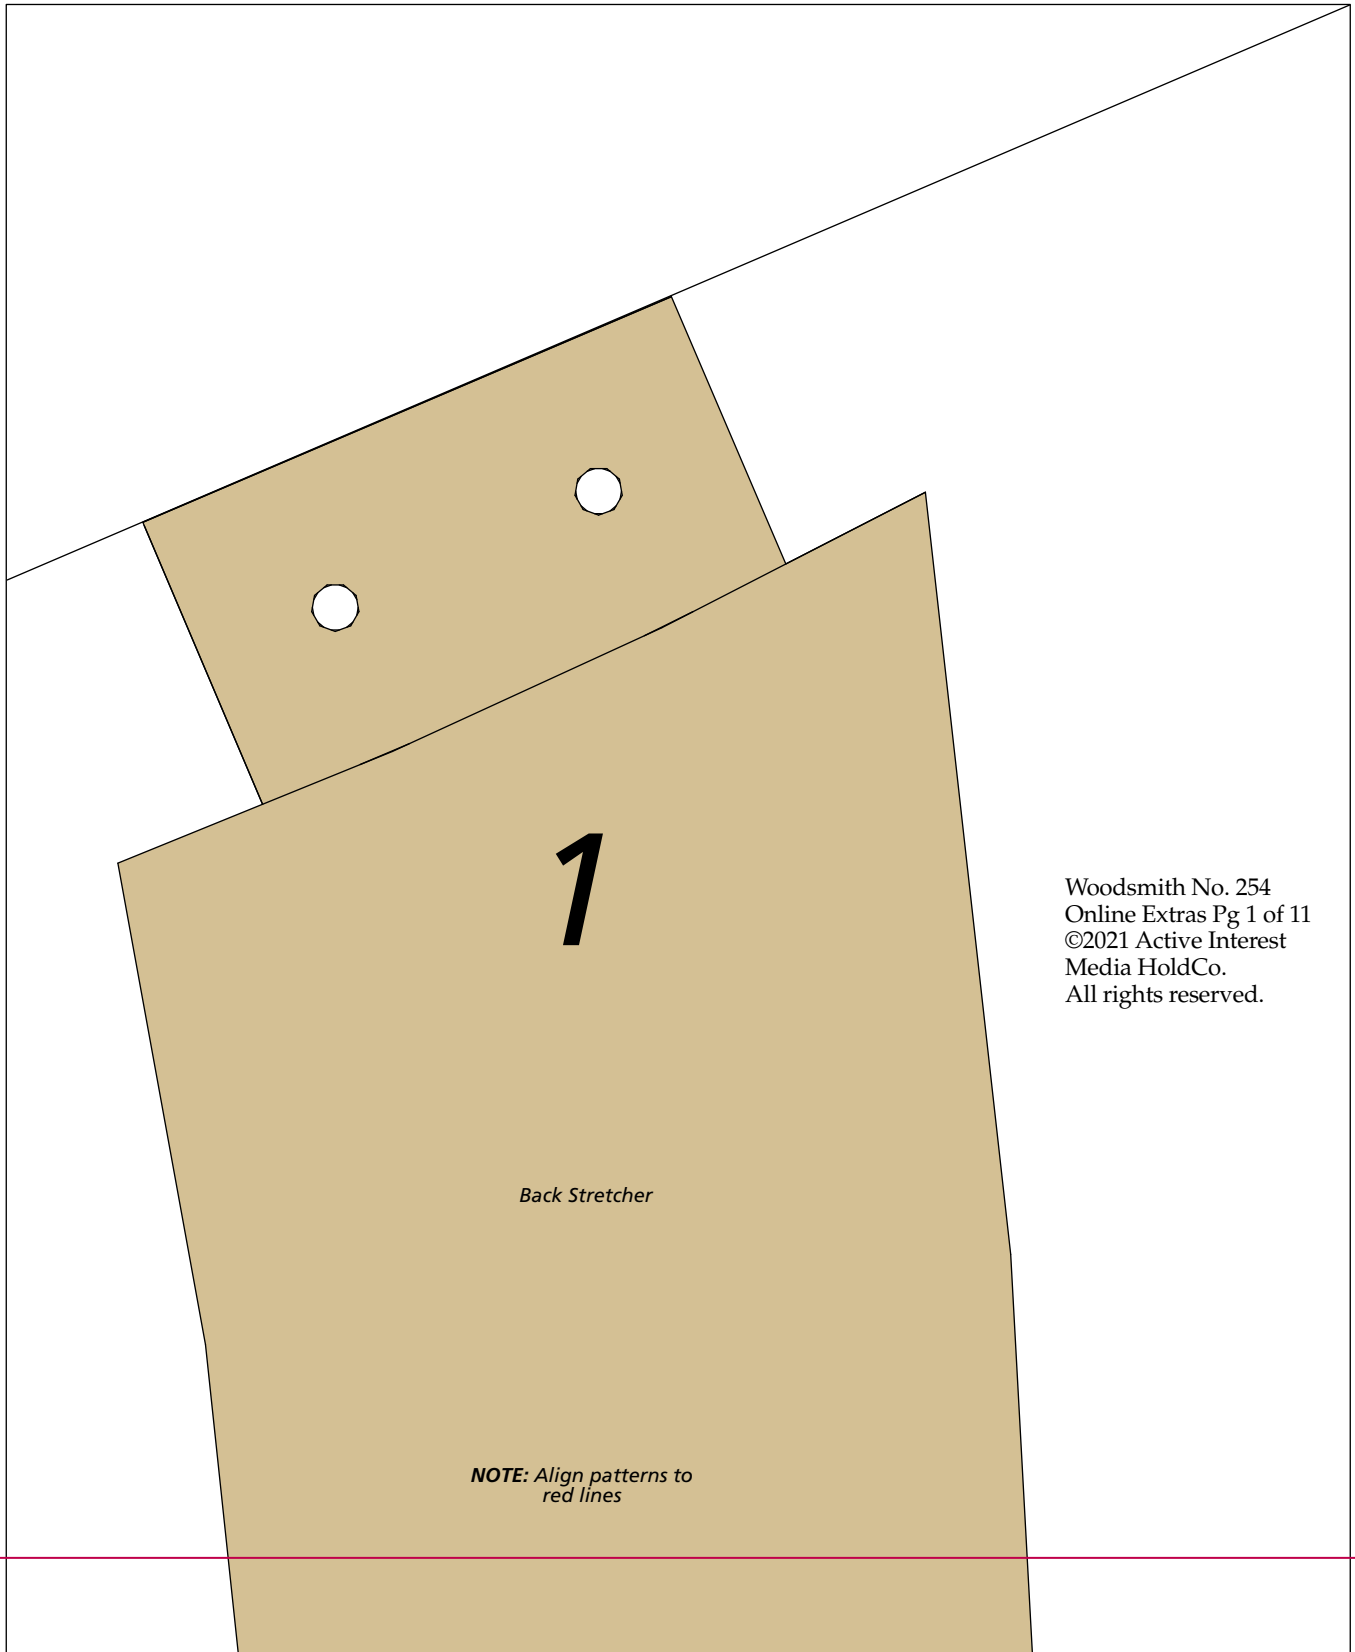 1
Woodsmith No. 254
Online Extras Pg 1 of 11
©2021 Active Interest
Media HoldCo.
All rights reserved.
Back Stretcher
NOTE: Align patterns to
red lines